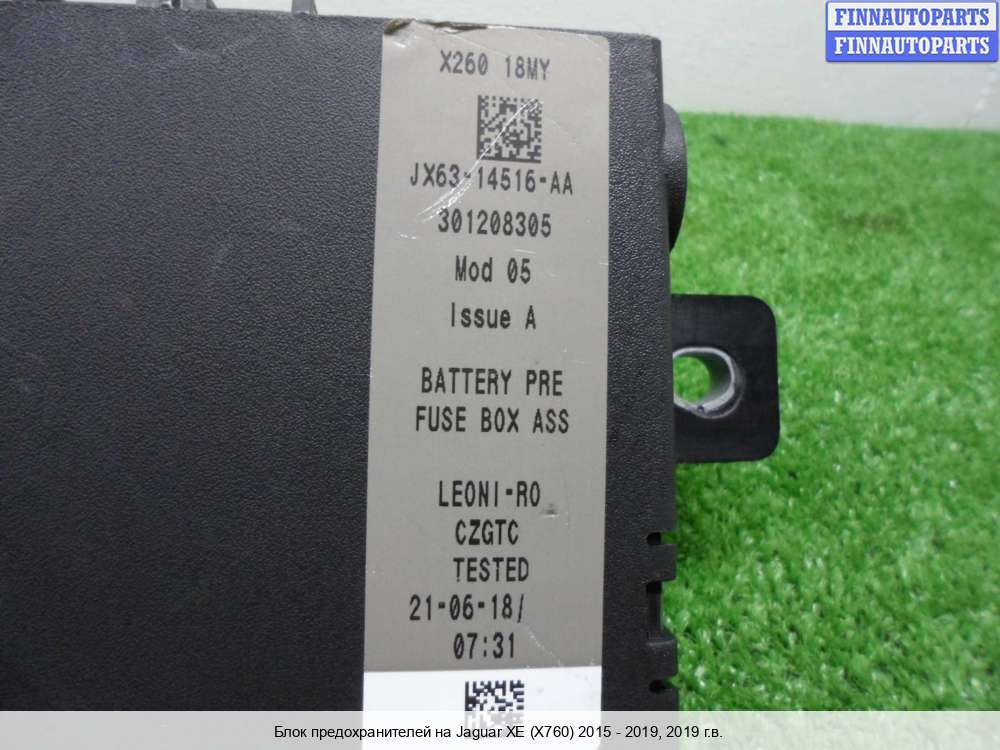 FINNAUTOPARTS
FINNAUTOPARTS
X260 18MY
JX63-14516-AA
301208305
Mod 05
Issue A
BATTERY PRE
FUSE BOX ASS
LEONI-RO
CZGTC
TESTED
21-06-18/
07:31
Блок предохранителей на Jaguar XE (X760) 2015 - 2019, 2019 г.в.